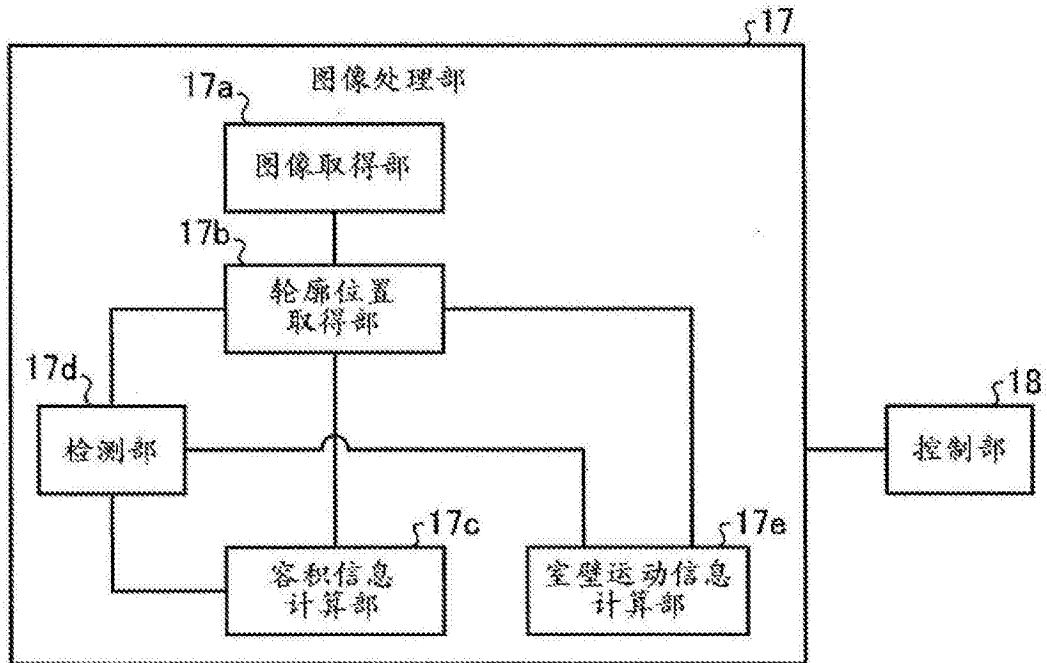 17
图像处理部
17a
图像取得部
17b
轮廓位置
取得部
17d
检测部
18
控制部
17c
容积信息
计算部
17e
室壁运动信息
计算部